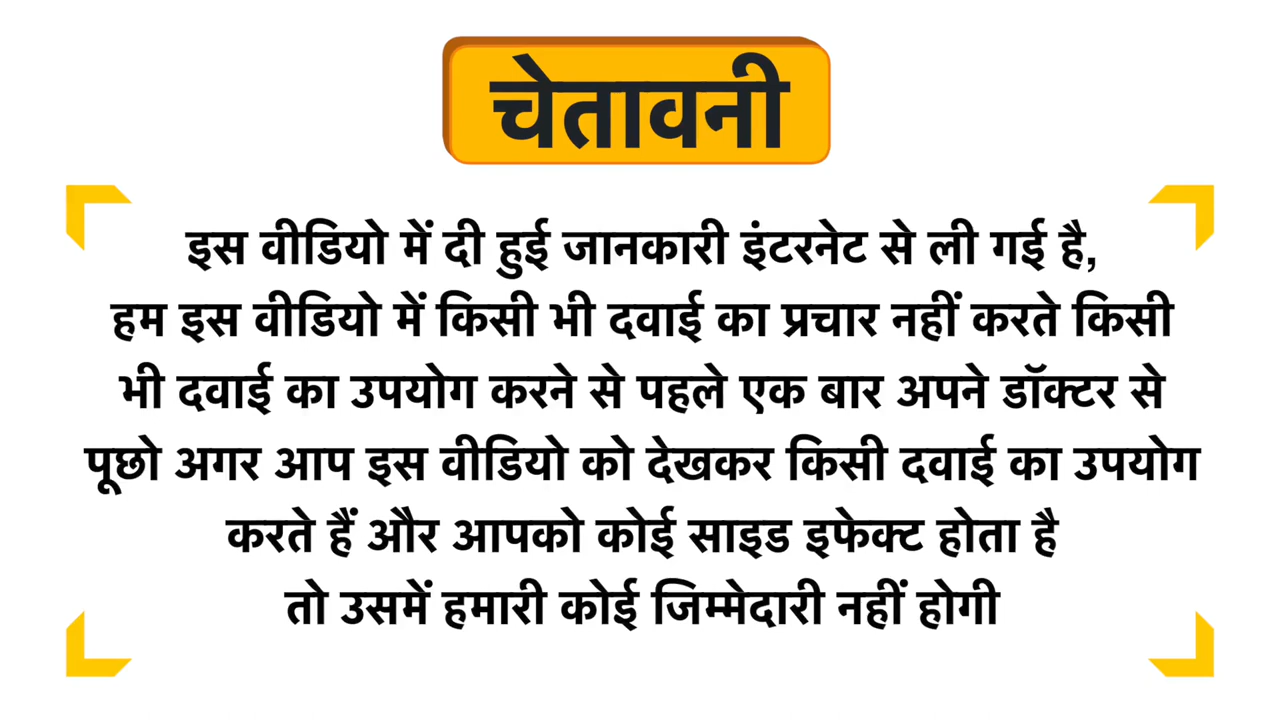 चेतावनी
इस वीडियो में दी हुई जानकारी इंटरनेट से ली गई है,
हम इस वीडियो में किसी भी दवाई का प्रचार नहीं करते किसी
भी दवाई का उपयोग करने से पहले एक बार अपने डॉक्टर से
पूछो अगर आप इस वीडियो को देखकर किसी दवाई का उपयोग
करते हैं और आपको कोई साइड इफेक्ट होता है
तो उसमें हमारी कोई जिम्मेदारी नहीं होगी